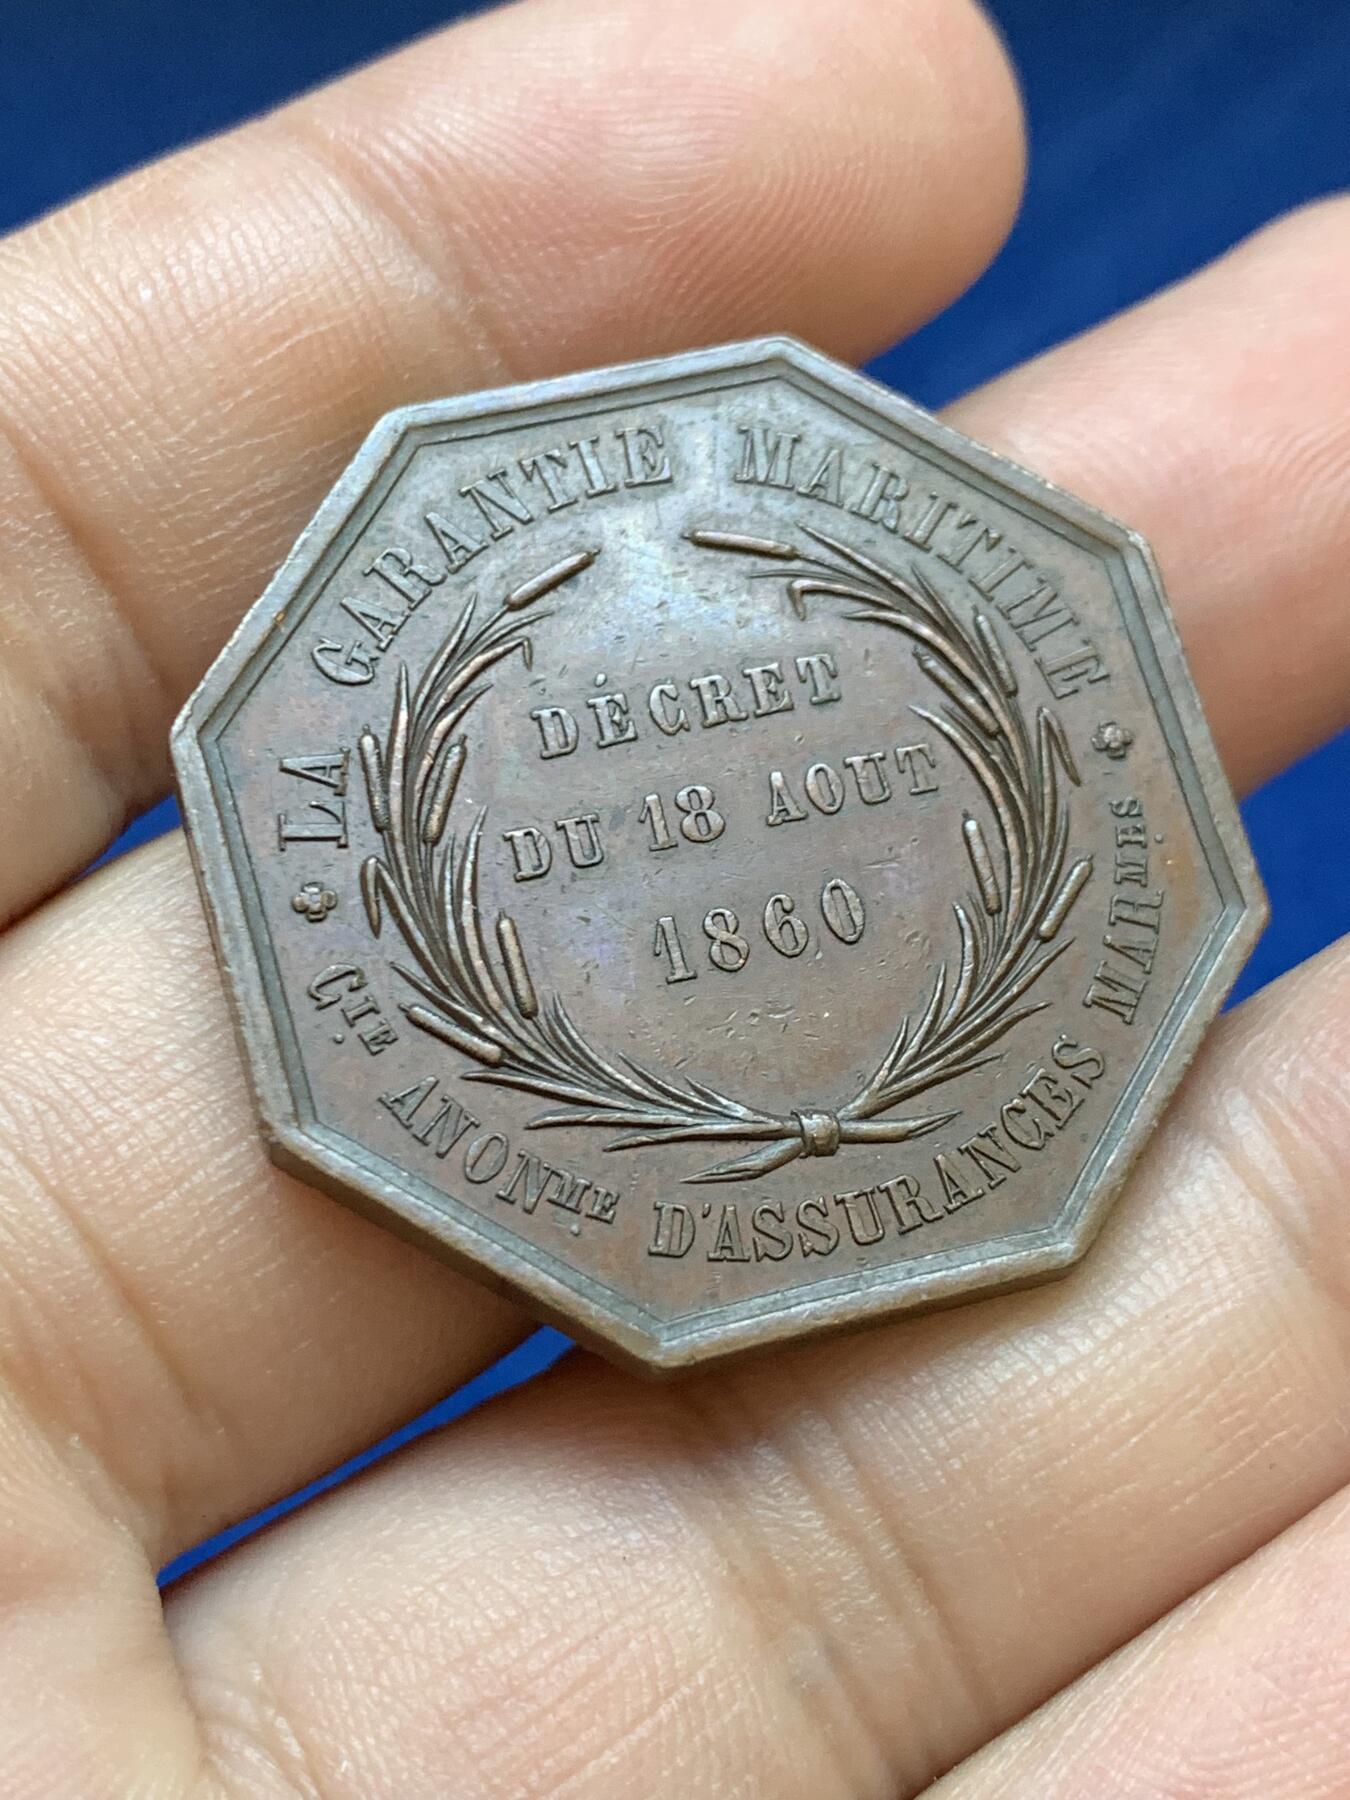 LA GARANTIE MARITIME
DÉCRET
DU 18 AOUT
1860
CIE ANONME D'ASSURANCES MARMES